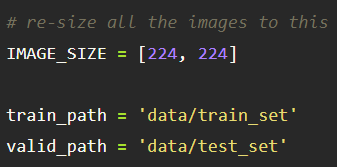 # re-size all the images to this
IMAGE_SIZE = [224, 224]
train_path = 'data/train_set'
valid_path = 'data/test_set'